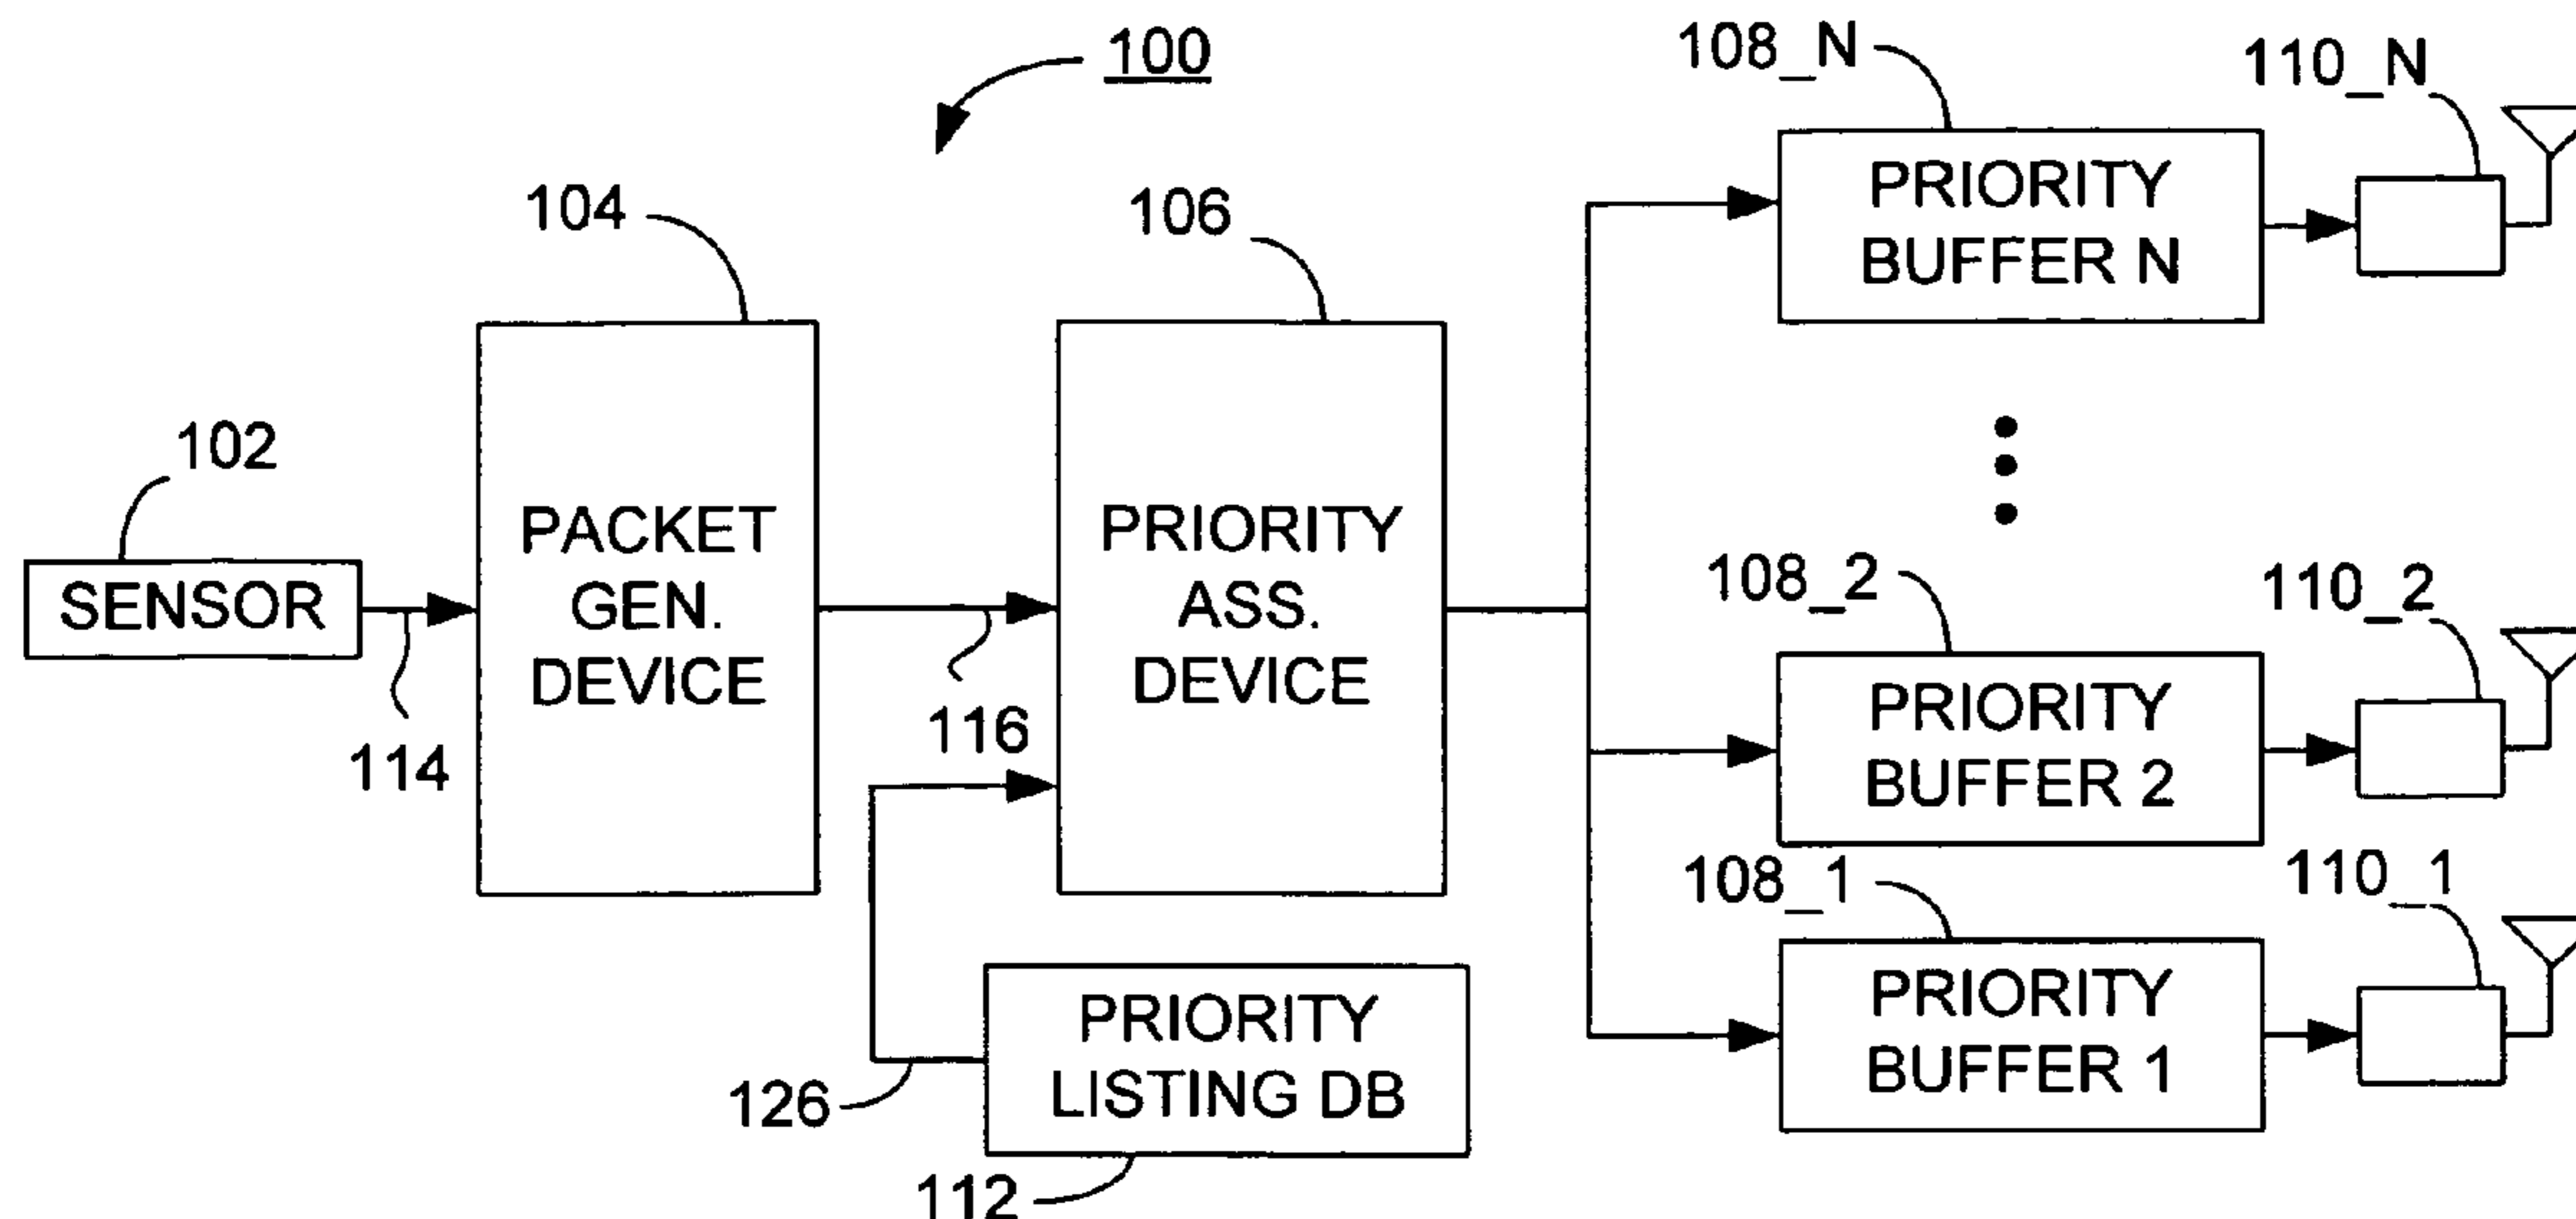 100
108_N
110_N
PRIORITY
BUFFER N
104
106
102
SENSOR
PACKET
GEN.
DEVICE
PRIORITY
ASS.
DEVICE
114
116
108_2
110_2
PRIORITY
BUFFER 2
108_1
110_1
PRIORITY
BUFFER 1
PRIORITY
LISTING DB
126
112